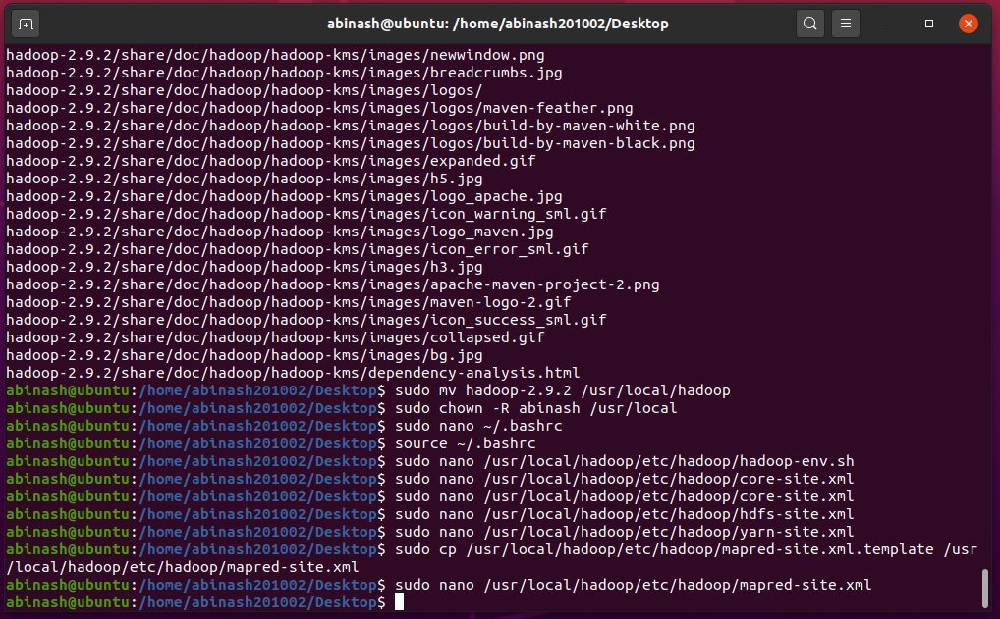 abinash@ubuntu: /home/abinash201002/Desktop
hadoop-2.9.2/share/doc/hadoop/hadoop-kms/images/newwindow.png
hadoop-2.9.2/share/doc/hadoop/hadoop-kms/images/breadcrumbs.jpg
hadoop-2.9.2/share/doc/hadoop/hadoop-kms/images/logos/
hadoop-2.9.2/share/doc/hadoop/hadoop-kms/images/logos/maven-feather.png
hadoop-2.9.2/share/doc/hadoop/hadoop-kms/images/logos/build-by-maven-white.png
hadoop-2.9.2/share/doc/hadoop/hadoop-kms/images/logos/build-by-maven-black.png
hadoop-2.9.2/share/doc/hadoop/hadoop-kms/images/expanded.gif
hadoop-2.9.2/share/doc/hadoop/hadoop-kms/images/h5.jpg
hadoop-2.9.2/share/doc/hadoop/hadoop-kms/images/logo_apache.jpg
hadoop-2.9.2/share/doc/hadoop/hadoop-kms/images/icon_warning_sml.gif
hadoop-2.9.2/share/doc/hadoop/hadoop-kms/images/logo_maven.jpg
hadoop-2.9.2/share/doc/hadoop/hadoop-kms/images/icon_error_sml.gif
hadoop-2.9.2/share/doc/hadoop/hadoop-kms/images/h3.jpg
hadoop-2.9.2/share/doc/hadoop/hadoop-kms/images/apache-maven-project-2.png
hadoop-2.9.2/share/doc/hadoop/hadoop-kms/images/maven-logo-2.gif
hadoop-2.9.2/share/doc/hadoop/hadoop-kms/images/icon_success_sml.gif
hadoop-2.9.2/share/doc/hadoop/hadoop-kms/images/collapsed.gif
hadoop-2.9.2/share/doc/hadoop/hadoop-kms/images/bg.jpg
hadoop-2.9.2/share/doc/hadoop/hadoop-kms/dependency-analysis.html
abinash@ubuntu:/home/abinash201002/Desktop$ sudo mv hadoop-2.9.2 /usr/local/hadoop
abinash@ubuntu:/home/abinash201002/Desktop$ sudo chown -R abinash /usr/local
abinash@ubuntu:/home/abinash201002/Desktop$ sudo nano ~/.bashrc
abinash@ubuntu:/home/abinash201002/Desktop$ source ~/.bashrc
abinash@ubuntu:/home/abinash201002/Desktop$ sudo nano /usr/local/hadoop/etc/hadoop/hadoop-env.sh
abinash@ubuntu:/home/abinash201002/Desktop$ sudo nano /usr/local/hadoop/etc/hadoop/core-site.xml
abinash@ubuntu:/home/abinash201002/Desktop$ sudo nano /usr/local/hadoop/etc/hadoop/core-site.xml
abinash@ubuntu:/home/abinash201002/Desktop$ sudo nano /usr/local/hadoop/etc/hadoop/hdfs-site.xml
abinash@ubuntu:/home/abinash201002/Desktop$ sudo nano /usr/local/hadoop/etc/hadoop/yarn-site.xml
abinash@ubuntu:/home/abinash201002/Desktop$ sudo cp /usr/local/hadoop/etc/hadoop/mapred-site.xml.template /usr
/local/hadoop/etc/hadoop/mapred-site.xml
abinash@ubuntu:/home/abinash201002/Desktop$ sudo nano /usr/local/hadoop/etc/hadoop/mapred-site.xml
abinash@ubuntu:/home/abinash201002/Desktop$